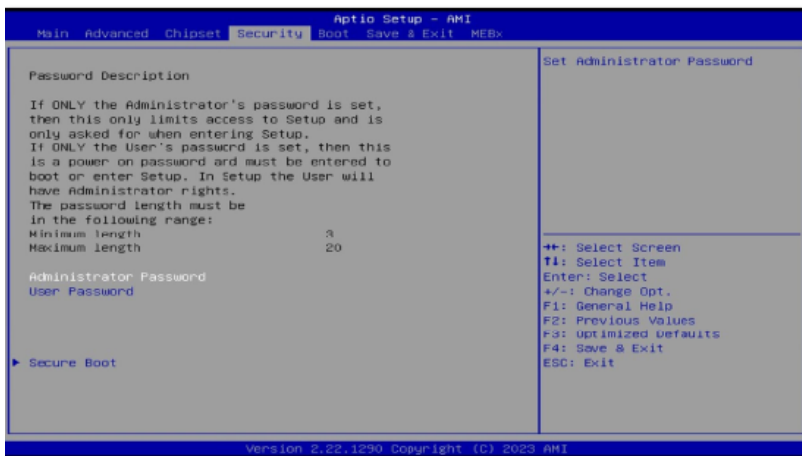 Aptio Setup - AMI
Main Advanced Chipset Security Boot Save & Exit MEBx
Password Description
If ONLY the Administrator's password is set,
then this only limits access to Setup and is
only asked for when entering Setup.
If ONLY the User's password is set, then this
is a power on password and must be entered to
boot or enter Setup. In Setup the User will
have Administrator rights.
The password length must be
in the following range:
Minimum length 3
Maximum length 20
Administrator Password
User Password
▶ Secure Boot
Set Administrator Password
→←: Select Screen
↑↓: Select Item
Enter: Select
+/-: Change Opt.
F1: General Help
F2: Previous Values
F3: Optimized Defaults
F4: Save & Exit
ESC: Exit
Version 2.22.1290 Copyright (C) 2023 AMI